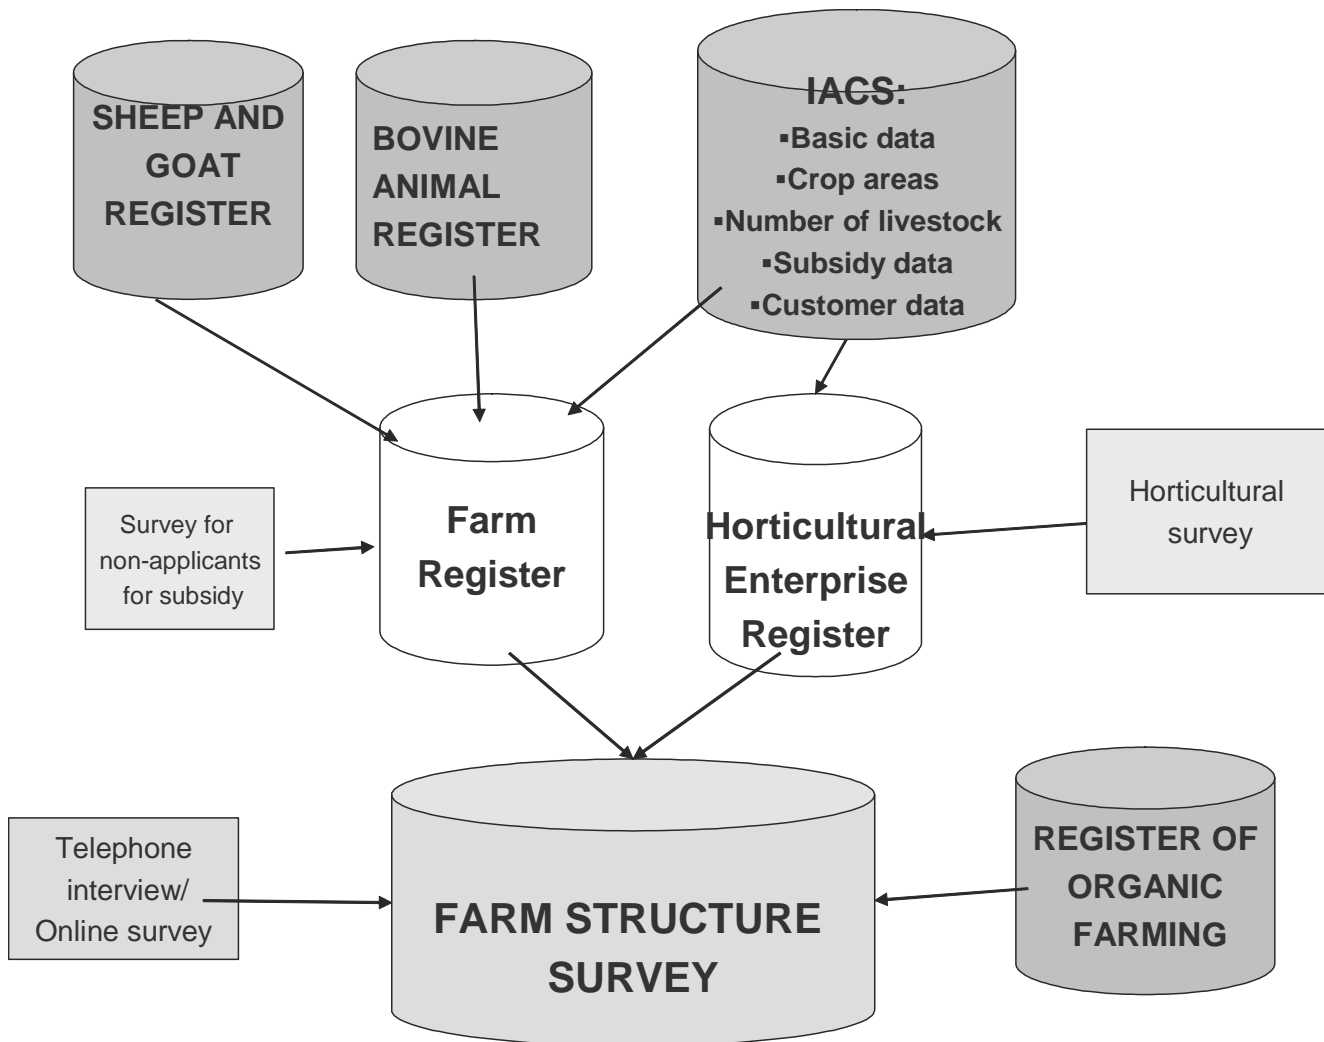 SHEEP AND
GOAT
REGISTER
BOVINE
ANIMAL
REGISTER
IACS:
▪Basic data
▪Crop areas
▪Number of livestock
▪Subsidy data
▪Customer data
Survey for
non-applicants
for subsidy
Farm
Register
Horticultural
Enterprise
Register
Horticultural
survey
Telephone
interview/
Online survey
FARM STRUCTURE
SURVEY
REGISTER OF
ORGANIC
FARMING